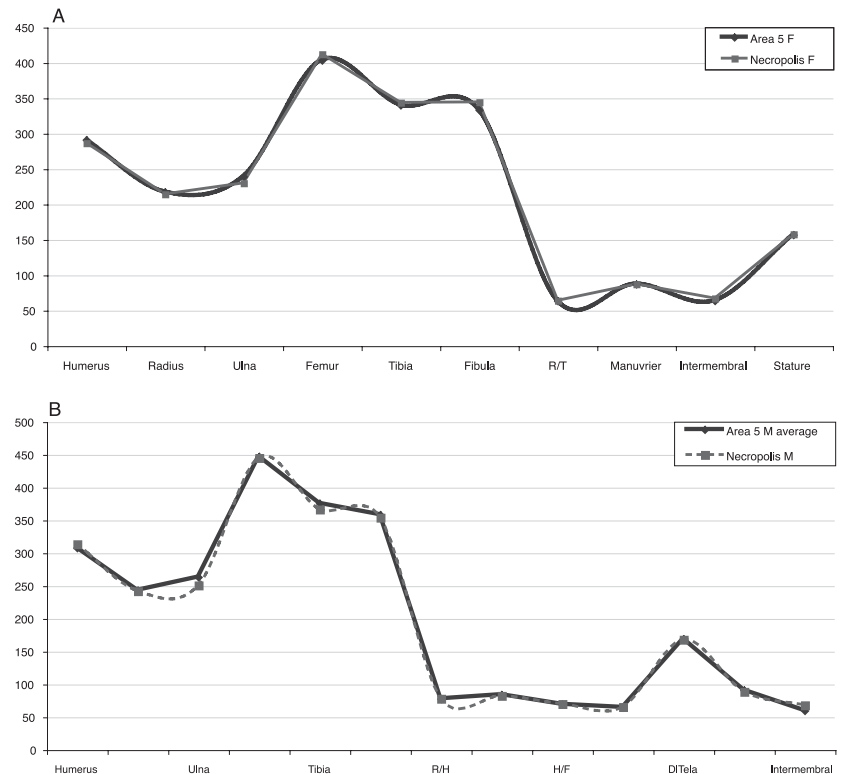 A
450
400
350
300
250
200
150
100
50
0
Area 5 F
Necropolis F
Humerus Radius Ulna Femur Tibia Fibula R/T Manuvrier Intermembral Stature
B
500
450
400
350
300
250
200
150
100
50
0
Area 5 M average
Necropolis M
Humerus Ulna Tibia R/H H/F DlTela Intermembral